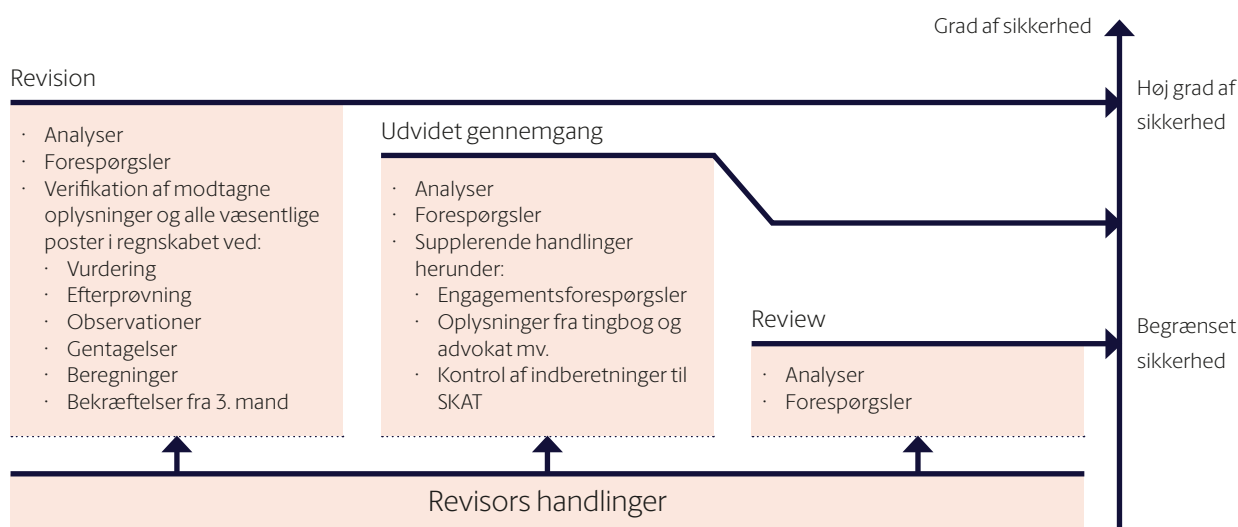 Grad af sikkerhed
Revision
Høj grad af
sikkerhed
· Analyser
· Forespørgsler
· Verifikation af modtagne
oplysninger og alle væsentlige
poster i regnskabet ved:
· Vurdering
· Efterprøvning
· Observationer
· Gentagelser
· Beregninger
· Bekræftelser fra 3. mand
Udvidet gennemgang
· Analyser
· Forespørgsler
· Supplerende handlinger
herunder:
· Engagementsforespørgsler
· Oplysninger fra tingbog og
advokat mv.
· Kontrol af indberetninger til
SKAT
Review
Begrænset
sikkerhed
· Analyser
· Forespørgsler
Revisors handlinger